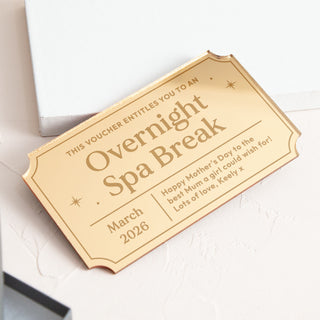 THIS VOUCHER ENTITLES YOU TO AN
Overnight
Spa Break
March
2026
Happy Mother's Day to the
best Mum a girl could wish for!
Lots of love, Keely x